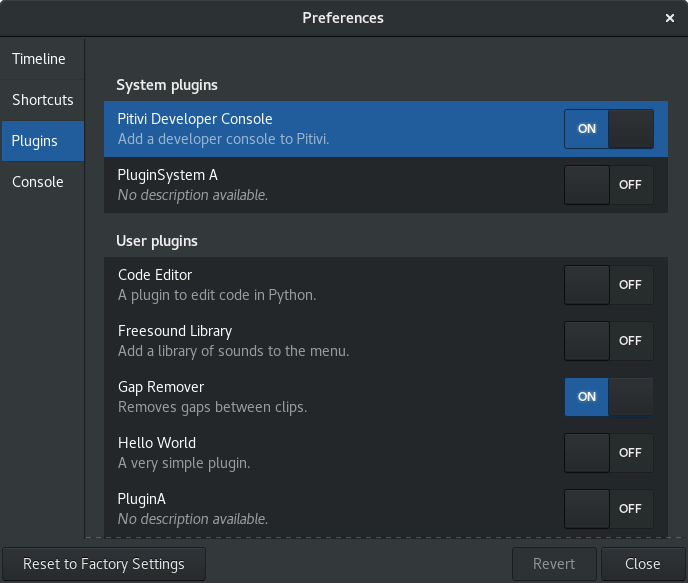 Preferences
Timeline
Shortcuts
Plugins
Console
System plugins
Pitivi Developer Console
Add a developer console to Pitivi.
ON
PluginSystem A
No description available.
OFF
User plugins
Code Editor
A plugin to edit code in Python.
OFF
Freesound Library
Add a library of sounds to the menu.
OFF
Gap Remover
Removes gaps between clips.
ON
Hello World
A very simple plugin.
OFF
PluginA
No description available.
OFF
Reset to Factory Settings
Revert
Close